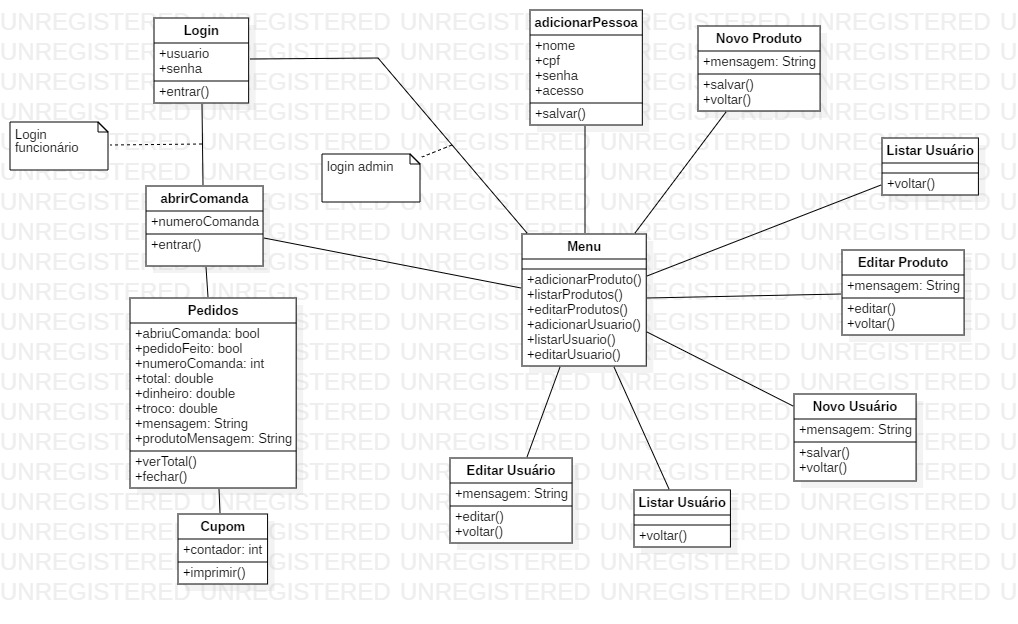 Login
+usuario
+senha
+entrar()
adicionarPessoa
+nome
+cpf
+senha
+acesso
+salvar()
Novo Produto
+mensagem: String
+salvar()
+voltar()
Login
funcionário
login admin
Listar Usuário
+voltar()
abrirComanda
+numeroComanda
+entrar()
Menu
+adicionarProduto()
+listarProdutos()
+editarProdutos()
+adicionarUsuario()
+listarUsuario()
+editarUsuario()
Editar Produto
+mensagem: String
+editar()
+voltar()
Pedidos
+abriuComanda: bool
+pedidoFeito: bool
+numeroComanda: int
+total: double
+dinheiro: double
+troco: double
+mensagem: String
+produtoMensagem: String
+verTotal()
+fechar()
Novo Usuário
+mensagem: String
+salvar()
+voltar()
Editar Usuário
+mensagem: String
+editar()
+voltar()
Listar Usuário
+voltar()
Cupom
+contador: int
+imprimir()
UNREGISTERED UNREGISTERED UNREGISTERED UNREGISTERED UNREGISTERED